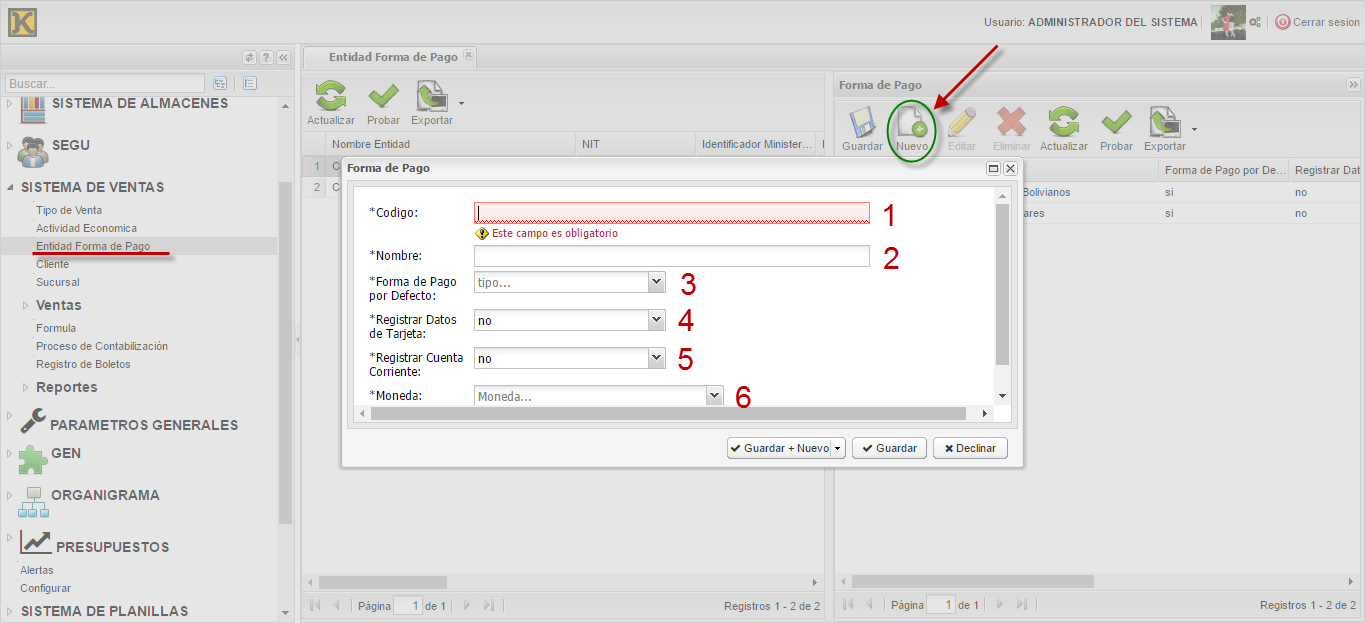 K
Usuario: ADMINISTRADOR DEL SISTEMA
Cerrar sesion
Buscar...
SISTEMA DE ALMACENES
SEGU
SISTEMA DE VENTAS
Tipo de Venta
Actividad Economica
Entidad Forma de Pago
Cliente
Sucursal
Ventas
Formula
Proceso de Contabilización
Registro de Boletos
Reportes
PARAMETROS GENERALES
GEN
ORGANIGRAMA
PRESUPUESTOS
Alertas
Configurar
SISTEMA DE PLANILLAS
Entidad Forma de Pago
Actualizar Probar Exportar
Nombre Entidad NIT Identificador Minister...
1 C
2 C
Página 1 de 1
Registros 1 - 2 de 2
Forma de Pago
Guardar Nuevo Editar Eliminar Actualizar Probar Exportar
Forma de Pago por De... Registrar Dat
Bolivianos si no
ares si no
Página 1 de 1
Registros 1 - 2 de 2
Forma de Pago
*Codigo: 1
Este campo es obligatorio
*Nombre: 2
*Forma de Pago
por Defecto: tipo... 3
*Registrar Datos
de Tarjeta: no 4
*Registrar Cuenta
Corriente: no 5
*Moneda: Moneda... 6
Guardar + Nuevo Guardar Declinar